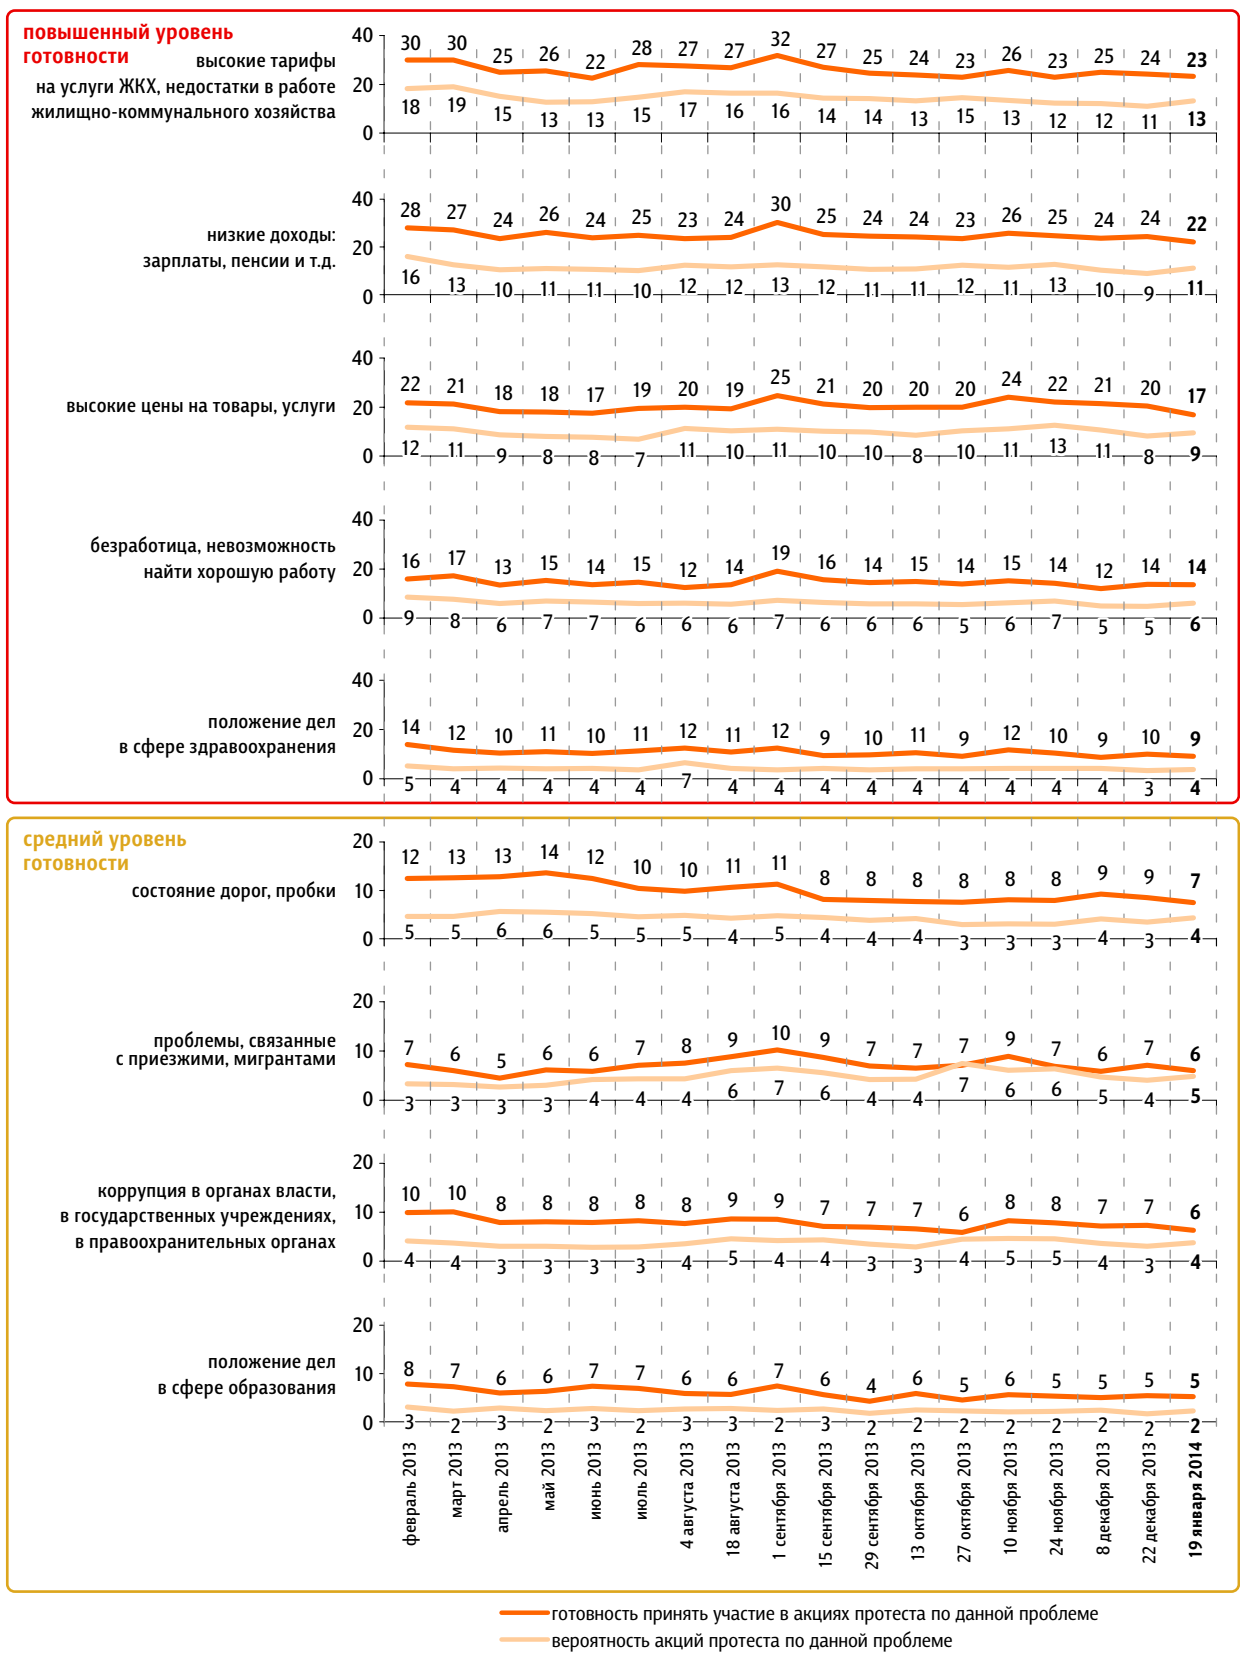 повышенный уровень
готовности
высокие тарифы
на услуги ЖКХ, недостатки в работе
жилищно-коммунального хозяйства
40
20
0
30 30 25 26 22 28 27 27 32 27 25 24 23 26 23 25 24 23
18 19 15 13 13 15 17 16 16 14 14 13 15 13 12 12 11 13
низкие доходы:
зарплаты, пенсии и т.д.
40
20
0
28 27 24 26 24 25 23 24 30 25 24 24 23 26 25 24 24 22
16 13 10 11 11 10 12 12 13 12 11 11 12 11 13 10 9 11
высокие цены на товары, услуги
40
20
0
22 21 18 18 17 19 20 19 25 21 20 20 20 24 22 21 20 17
12 11 9 8 8 7 11 10 11 10 10 8 10 11 13 11 8 9
безработица, невозможность
найти хорошую работу
40
20
0
16 17 13 15 14 15 12 14 19 16 14 15 14 15 14 12 14 14
9 8 6 7 7 6 6 6 7 6 6 6 5 6 7 5 5 6
положение дел
в сфере здравоохранения
40
20
0
14 12 10 11 10 11 12 11 12 9 10 11 9 12 10 9 10 9
5 4 4 4 4 4 7 4 4 4 4 4 4 4 4 4 3 4
средний уровень
готовности
состояние дорог, пробки
20
10
0
12 13 13 14 12 10 10 11 11 8 8 8 8 8 8 9 9 7
5 5 6 6 5 5 5 4 5 4 4 4 3 3 3 4 3 4
проблемы, связанные
с приезжими, мигрантами
20
10
0
7 6 5 6 6 7 8 9 10 9 7 7 7 9 7 6 7 6
3 3 3 3 4 4 4 6 7 6 4 4 7 6 6 5 4 5
коррупция в органах власти,
в государственных учреждениях,
в правоохранительных органах
20
10
0
10 10 8 8 8 8 8 9 9 7 7 7 6 8 8 7 7 6
4 4 3 3 3 3 4 5 4 4 3 3 4 5 5 4 3 4
положение дел
в сфере образования
20
10
0
8 7 6 6 7 7 6 6 7 6 4 6 5 6 5 5 5 5
3 2 3 2 3 2 3 3 2 3 2 2 2 2 2 2 2 2
февраль 2013
март 2013
апрель 2013
май 2013
июнь 2013
июль 2013
4 августа 2013
18 августа 2013
1 сентября 2013
15 сентября 2013
29 сентября 2013
13 октября 2013
27 октября 2013
10 ноября 2013
24 ноября 2013
8 декабря 2013
22 декабря 2013
19 января 2014
готовность принять участие в акциях протеста по данной проблеме
вероятность акций протеста по данной проблеме